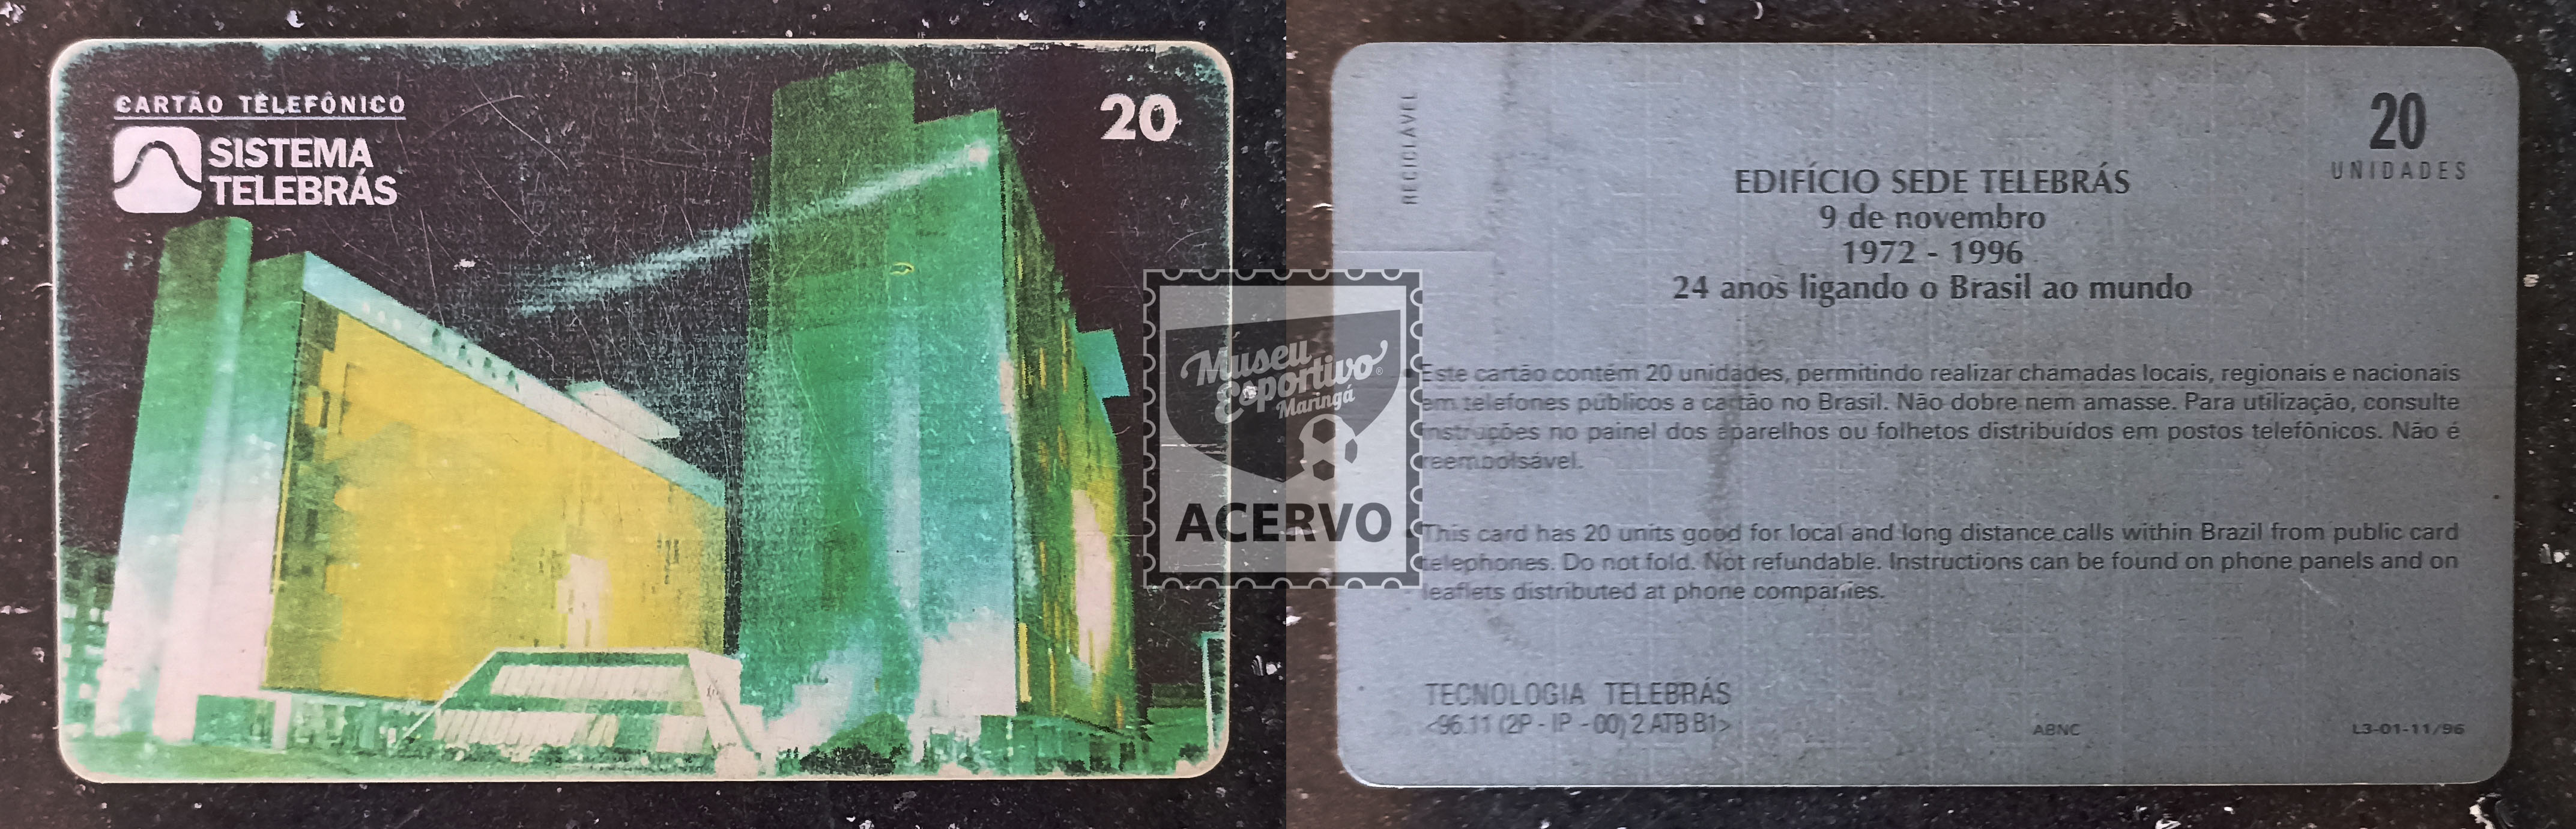 CARTÃO TELEFÔNICO
SISTEMA
TELEBRÁS
20
Museu
Esportivo®
Maringá
ACERVO
RECICLÁVEL
20
UNIDADES
EDIFÍCIO SEDE TELEBRÁS
9 de novembro
1972 - 1996
24 anos ligando o Brasil ao mundo
Este cartão contém 20 unidades, permitindo realizar chamadas locais, regionais e nacionais
em telefones públicos a cartão no Brasil. Não dobre nem amasse. Para utilização, consulte
instruções no painel dos aparelhos ou folhetos distribuídos em postos telefônicos. Não é
reembolsável.
This card has 20 units good for local and long distance calls within Brazil from public card
telephones. Do not fold. Not refundable. Instructions can be found on phone panels and on
leaflets distributed at phone companies.
TECNOLOGIA TELEBRÁS
<96.11 (2P - IP - 00) 2 ATB B1>
ABNC
L3-01-11/96